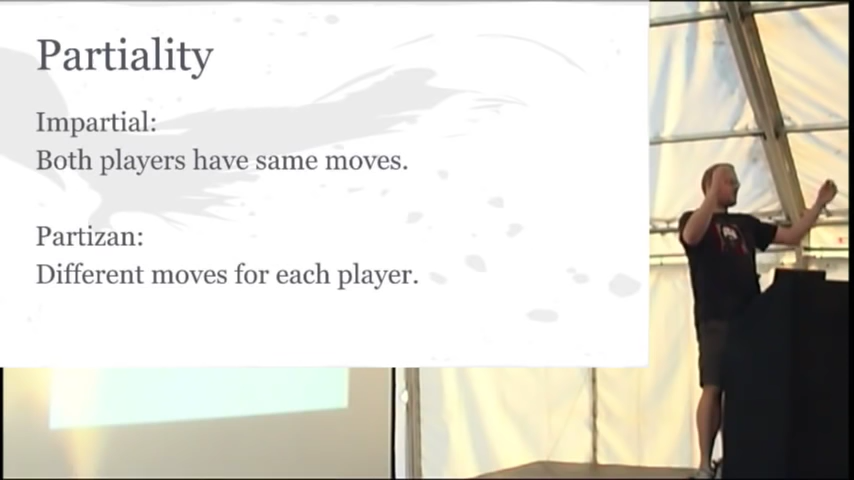 Partiality
Impartial:
Both players have same moves.
Partizan:
Different moves for each player.